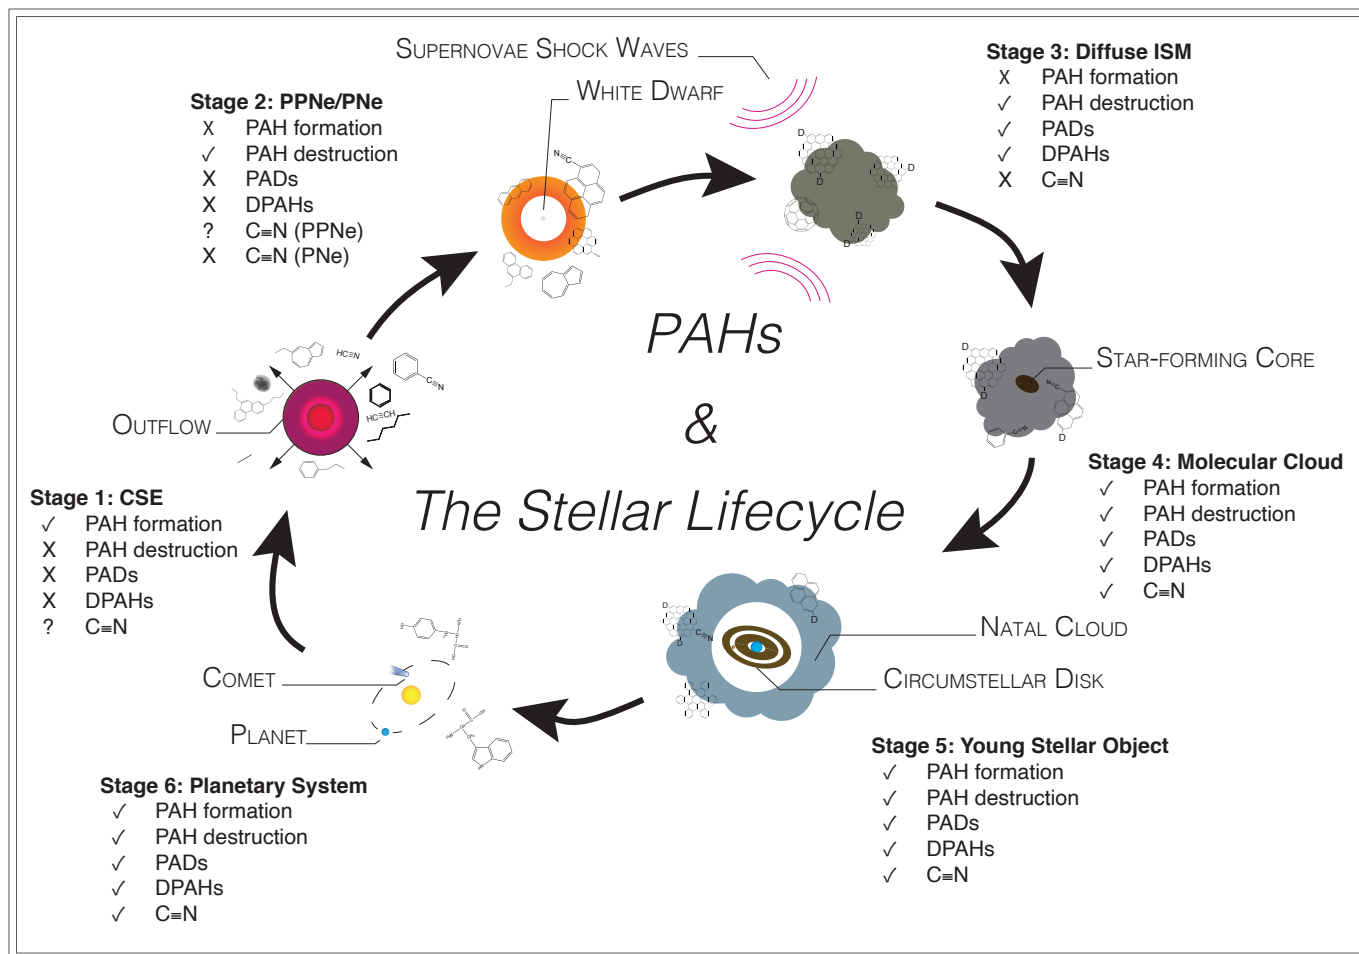 SUPERNOVAE SHOCK WAVES
WHITE DWARF
Stage 2: PPNe/PNe
X PAH formation
✓ PAH destruction
X PADs
X DPAHs
? C≡N (PPNe)
X C≡N (PNe)
Stage 3: Diffuse ISM
X PAH formation
✓ PAH destruction
✓ PADs
✓ DPAHs
X C≡N
N≡C
D
D
D
D
D
PAHs
&
The Stellar Lifecycle
HC≡N
C≡N
HC≡CH
OUTFLOW
D
D
N≡C
C≡N
D
STAR-FORMING CORE
Stage 1: CSE
✓ PAH formation
X PAH destruction
X PADs
X DPAHs
? C≡N
Stage 4: Molecular Cloud
✓ PAH formation
✓ PAH destruction
✓ PADs
✓ DPAHs
✓ C≡N
D
D
C≡N
D
NATAL CLOUD
CIRCUMSTELLAR DISK
COMET
PLANET
Stage 5: Young Stellar Object
✓ PAH formation
✓ PAH destruction
✓ PADs
✓ DPAHs
✓ C≡N
Stage 6: Planetary System
✓ PAH formation
✓ PAH destruction
✓ PADs
✓ DPAHs
✓ C≡N